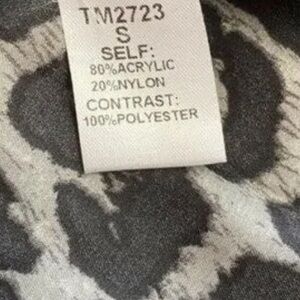 TM2723
S
SELF:
80%ACRYLIC
20%NYLON
CONTRAST:
100%POLYESTER